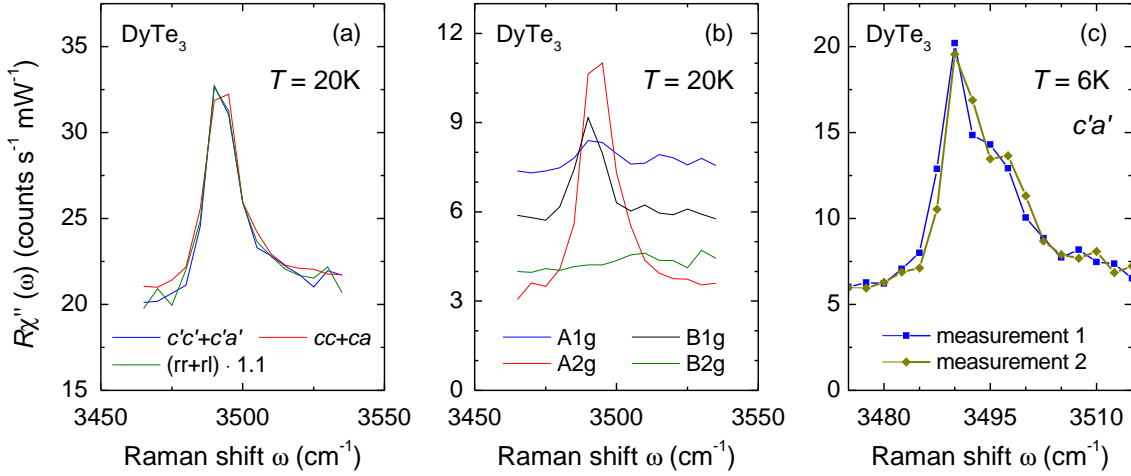 Rχ'' (ω) (counts s⁻¹ mW⁻¹)
DyTe₃
(a)
T = 20K
35
30
25
20
15
c'c'+c'a'
cc+ca
(rr+rl) · 1.1
3450
3500
3550
Raman shift ω (cm⁻¹)
DyTe₃
(b)
T = 20K
12
9
6
3
0
A1g
B1g
A2g
B2g
3450
3500
3550
Raman shift ω (cm⁻¹)
DyTe₃
(c)
T = 6K
c'a'
20
15
10
5
0
measurement 1
measurement 2
3480
3495
3510
Raman shift ω (cm⁻¹)